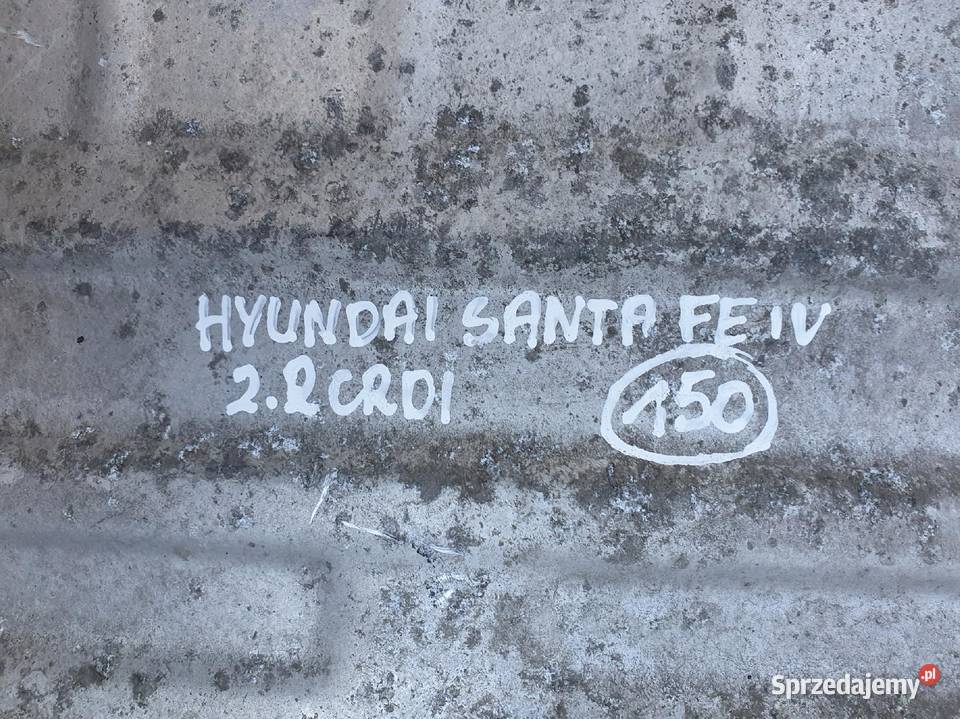 HYUNDAI SANTA FE IV
2.2 CRDI 150
Sprzedajemy.pl